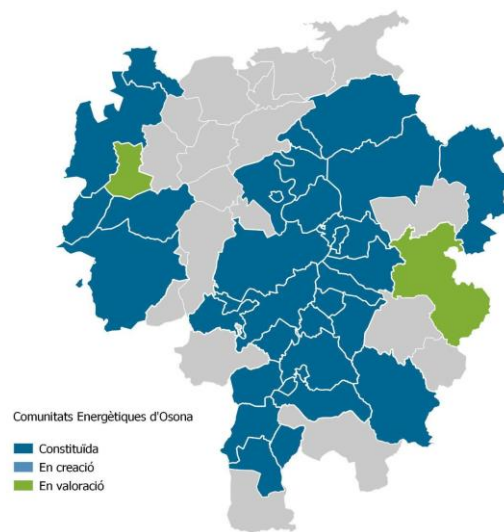 Comunitats Energètiques d'Osona
Constituïda
En creació
En valoració